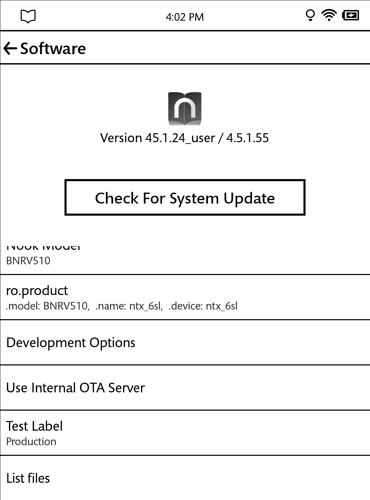 4:02 PM
Software
Version 45.1.24_user / 4.5.1.55
Check For System Update
Nook Model
BNRV510
ro.product
.model: BNRV510, .name: ntx_6sl, .device: ntx_6sl
Development Options
Use Internal OTA Server
Test Label
Production
List files